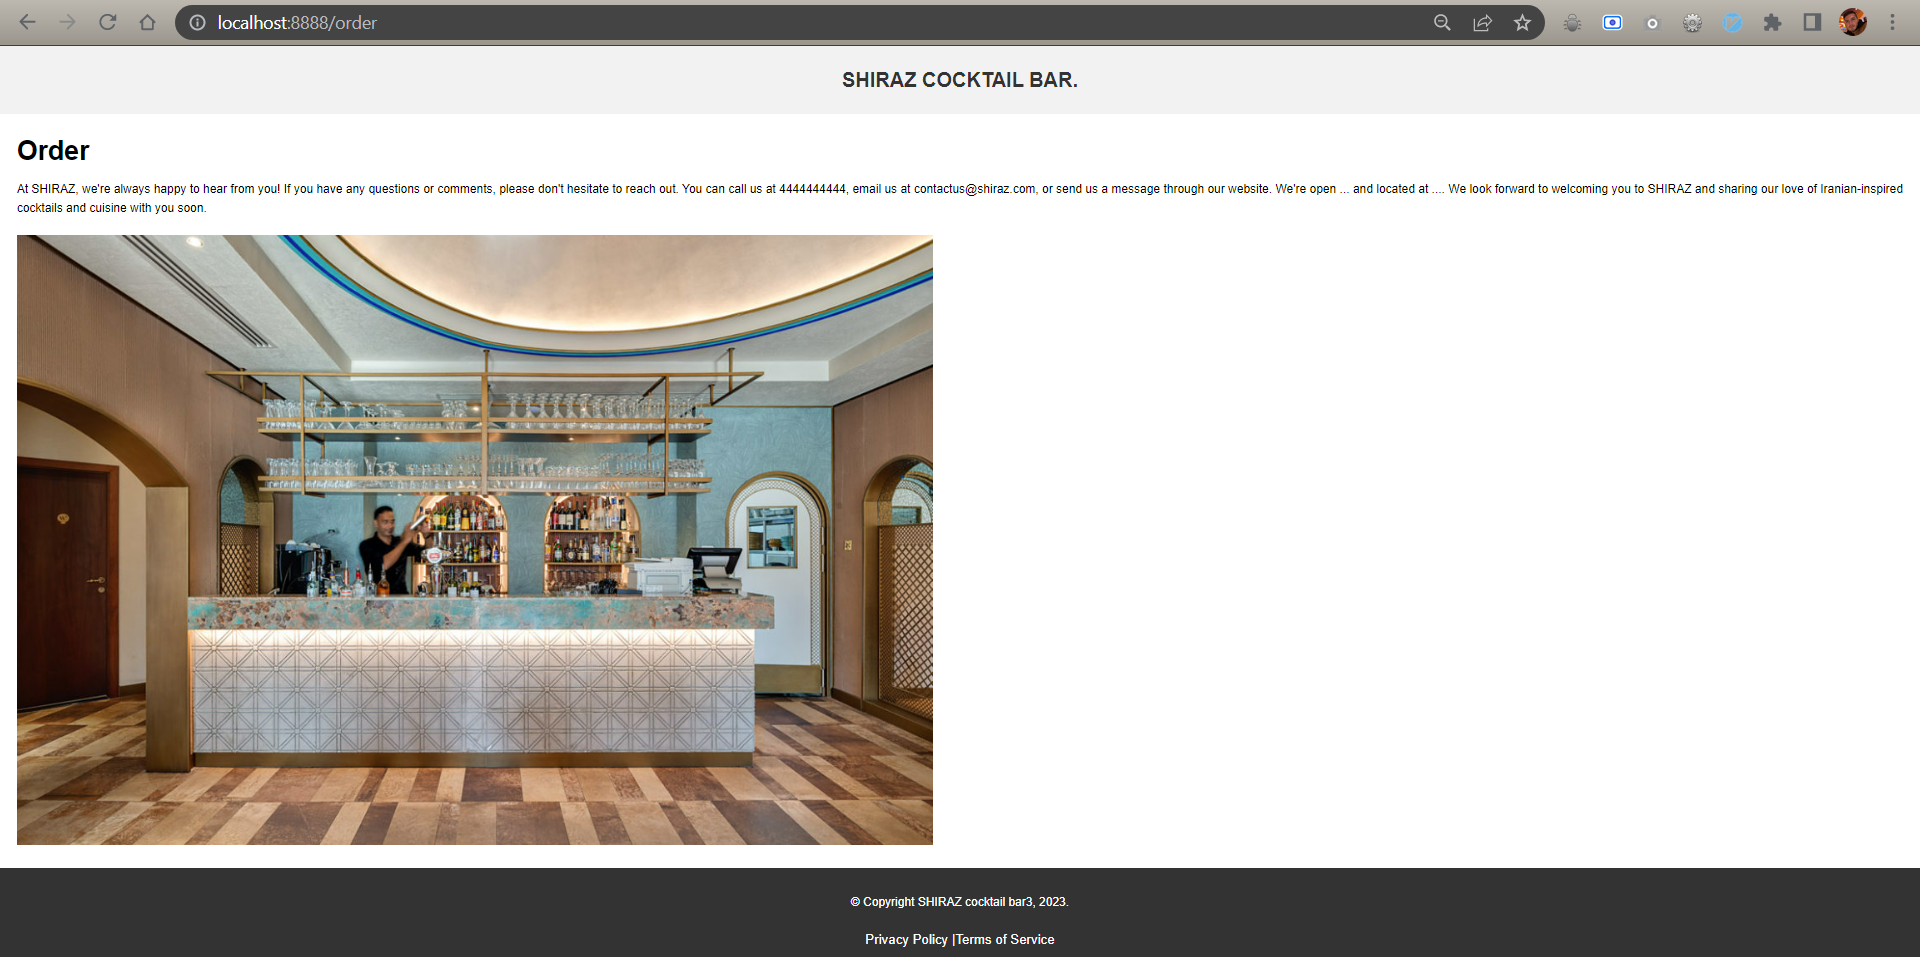 localhost:8888/order
SHIRAZ COCKTAIL BAR.
Order
At SHIRAZ, we're always happy to hear from you! If you have any questions or comments, please don't hesitate to reach out. You can call us at 4444444444, email us at contactus@shiraz.com, or send us a message through our website. We're open ... and located at .... We look forward to welcoming you to SHIRAZ and sharing our love of Iranian-inspired
cocktails and cuisine with you soon.
© Copyright SHIRAZ cocktail bar3, 2023.
Privacy Policy |Terms of Service